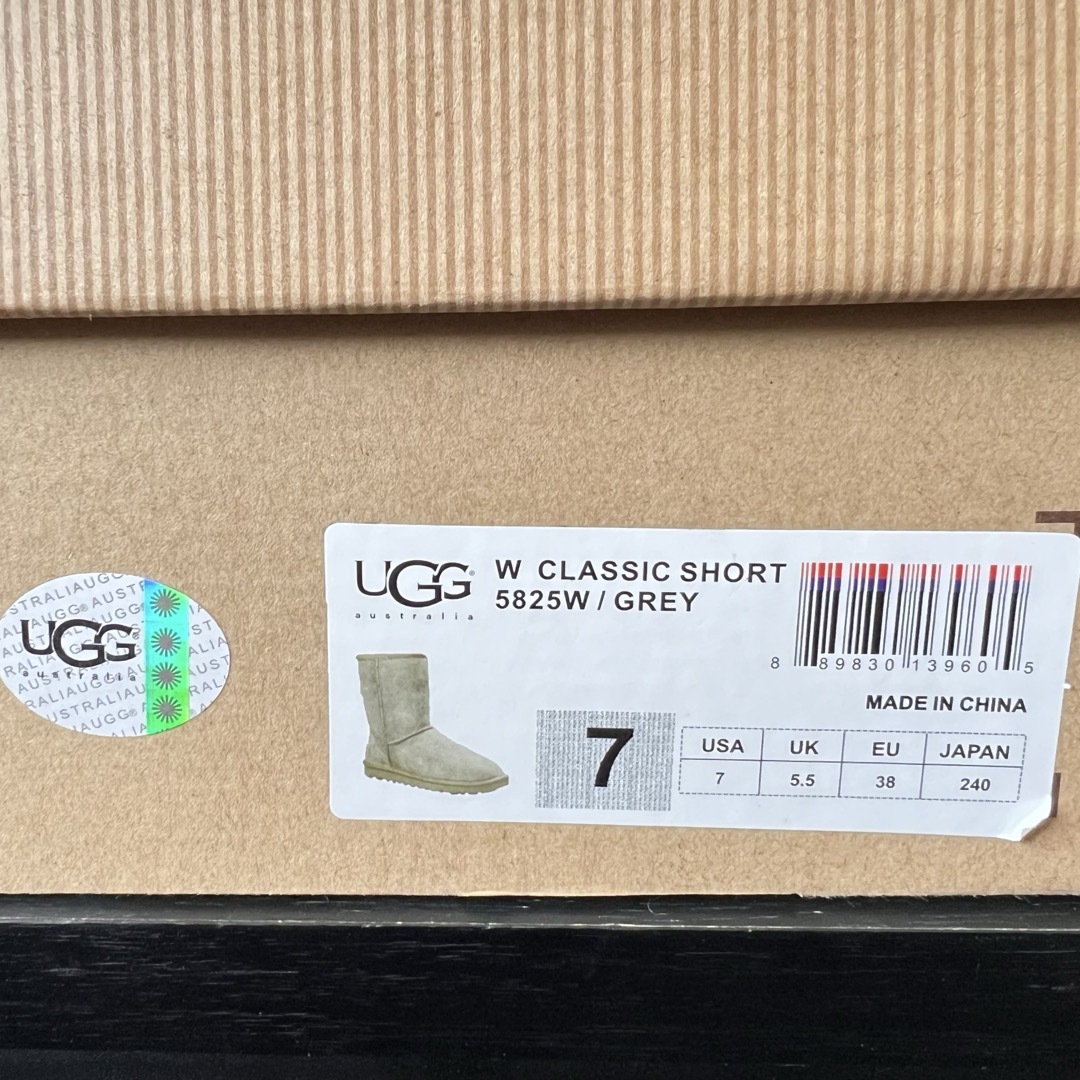 UGG
australia
W CLASSIC SHORT
5825W / GREY
8 89830 13960 5
MADE IN CHINA
7
USA UK EU JAPAN
7 5.5 38 240
UGG®
australia